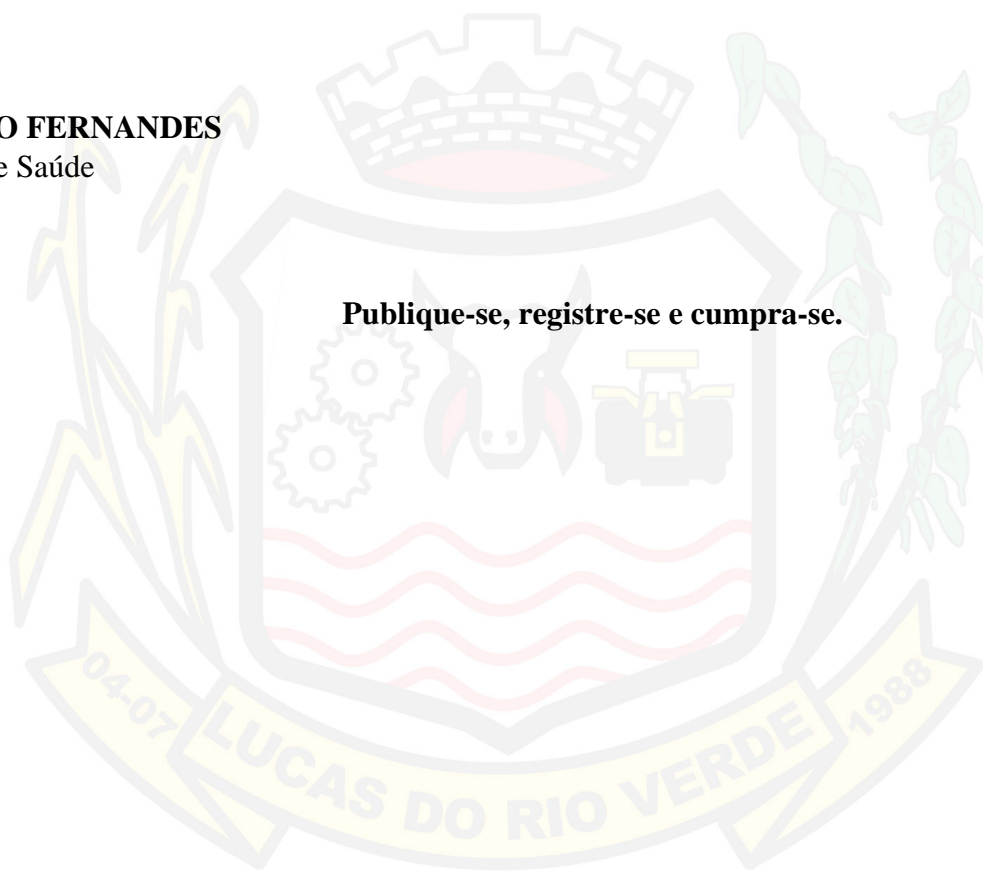 O FERNANDES
e Saúde
Publique-se, registre-se e cumpra-se.
04-07 LUCAS DO RIO VERDE 1988